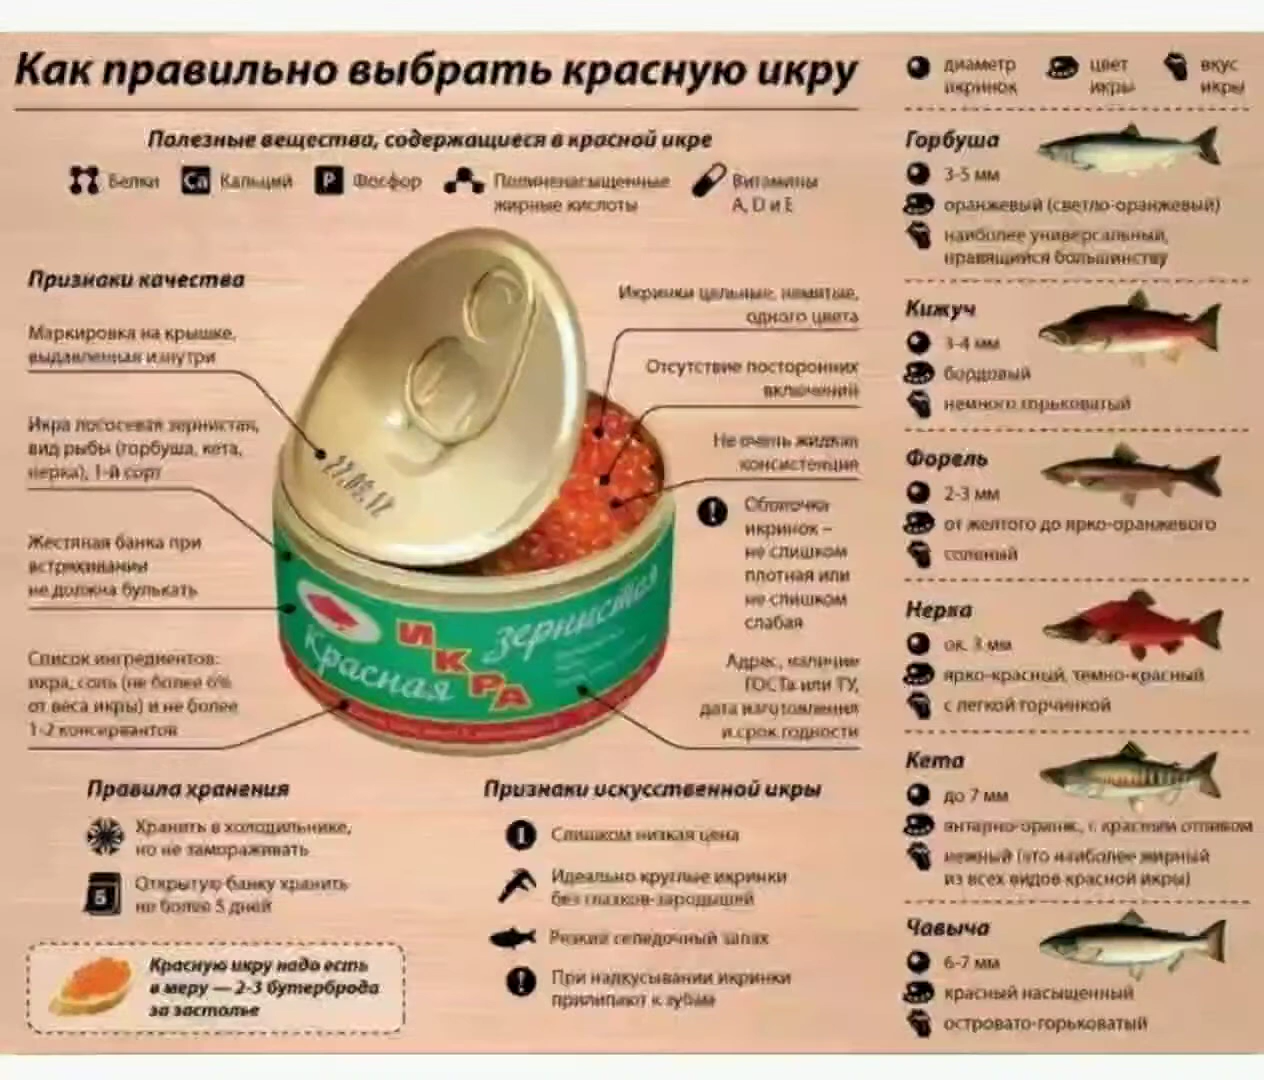 Как правильно выбрать красную икру
Полезные вещества, содержащиеся в красной икре
Белки
Ca Кальций
P Фосфор
Полиненасыщенные
жирные кислоты
Витамины
A, D и E
Признаки качества
Маркировка на крышке,
выдавленная изнутри
Икра лососевая зернистая,
вид рыбы (горбуша, кета,
нерка), 1-й сорт
Жестяная банка при
встряхивании
не должна булькать
Список ингредиентов:
икра, соль (не более 6%
от веса икры) и не более
1-2 консервантов
27.09.12
Красная
ИКРА
зернистая
Икринки цельные, немятые,
одного цвета
Отсутствие посторонних
включений
Не очень жидкая
консистенция
Оболочка
икринок –
не слишком
плотная или
не слишком
слабая
Адрес, наличие
ГОСТа или ТУ,
дата изготовления
и срок годности
Правила хранения
Хранить в холодильнике,
но не замораживать
5
Открытую банку хранить
не более 5 дней
Красную икру надо есть
в меру — 2-3 бутерброда
за застолье
Признаки искусственной икры
Слишком низкая цена
Идеально круглые икринки
без глазков-зародышей
Резкий селедочный запах
При надкусывании икринки
прилипают к зубам
диаметр
икринок
цвет
икры
вкус
икры
Горбуша
3-5 мм
оранжевый (светло-оранжевый)
наиболее универсальный,
нравящийся большинству
Кижуч
3-4 мм
бордовый
немного горьковатый
Форель
2-3 мм
от желтого до ярко-оранжевого
соленый
Нерка
ок. 3 мм
ярко-красный, темно-красный
с легкой горчинкой
Кета
до 7 мм
янтарно-оранж., с красным отливом
нежный (это наиболее жирный
из всех видов красной икры)
Чавыча
6-7 мм
красный насыщенный
островато-горьковатый